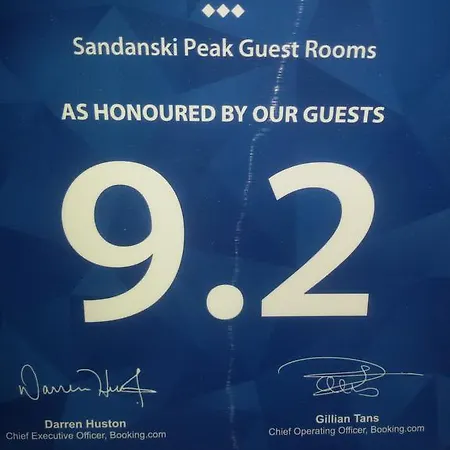 Sandanski Peak Guest Rooms
AS HONOURED BY OUR GUESTS
9.2
Darren Huston
Chief Executive Officer, Booking.com
Gillian Tans
Chief Operating Officer, Booking.com